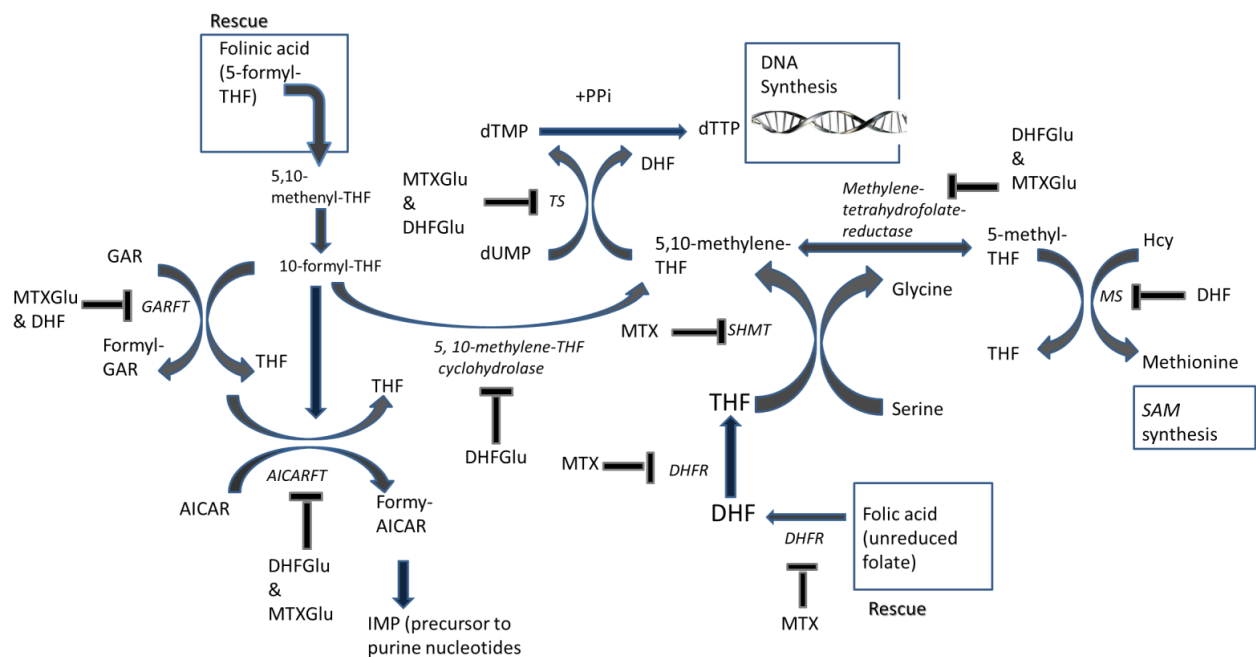 Rescue
Folinic acid
(5-formyl-
THF)
5,10-
methenyl-THF
10-formyl-THF
GAR
MTXGlu
& DHF
GARFT
Formyl-
GAR
THF
THF
AICARFT
AICAR
Formy-
AICAR
DHFGlu
&
MTXGlu
IMP (precursor to
purine nucleotides
5, 10-methylene-THF
cyclohydrolase
DHFGlu
+PPi
dTMP
dTTP
DHF
MTXGlu
&
DHFGlu
TS
dUMP
5,10-methylene-
THF
DNA
Synthesis
Methylene-
tetrahydrofolate-
reductase
DHFGlu
&
MTXGlu
5-methyl-
THF
Hcy
MS
DHF
THF
Methionine
SAM
synthesis
Glycine
MTX
SHMT
THF
Serine
MTX
DHFR
DHF
DHFR
Folic acid
(unreduced
folate)
MTX
Rescue